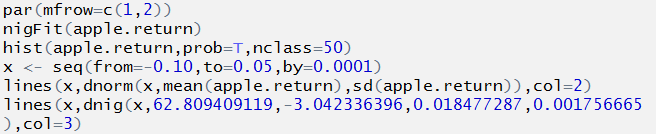 par(mfrow=c(1,2))
nigFit(apple.return)
hist(apple.return,prob=T,nclass=50)
x <- seq(from=-0.10,to=0.05,by=0.0001)
lines(x,dnorm(x,mean(apple.return),sd(apple.return)),col=2)
lines(x,dnig(x,62.809409119,-3.042336396,0.018477287,0.001756665
),col=3)